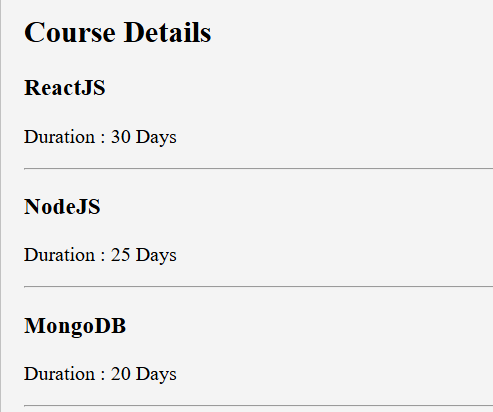 Course Details
ReactJS
Duration : 30 Days
NodeJS
Duration : 25 Days
MongoDB
Duration : 20 Days